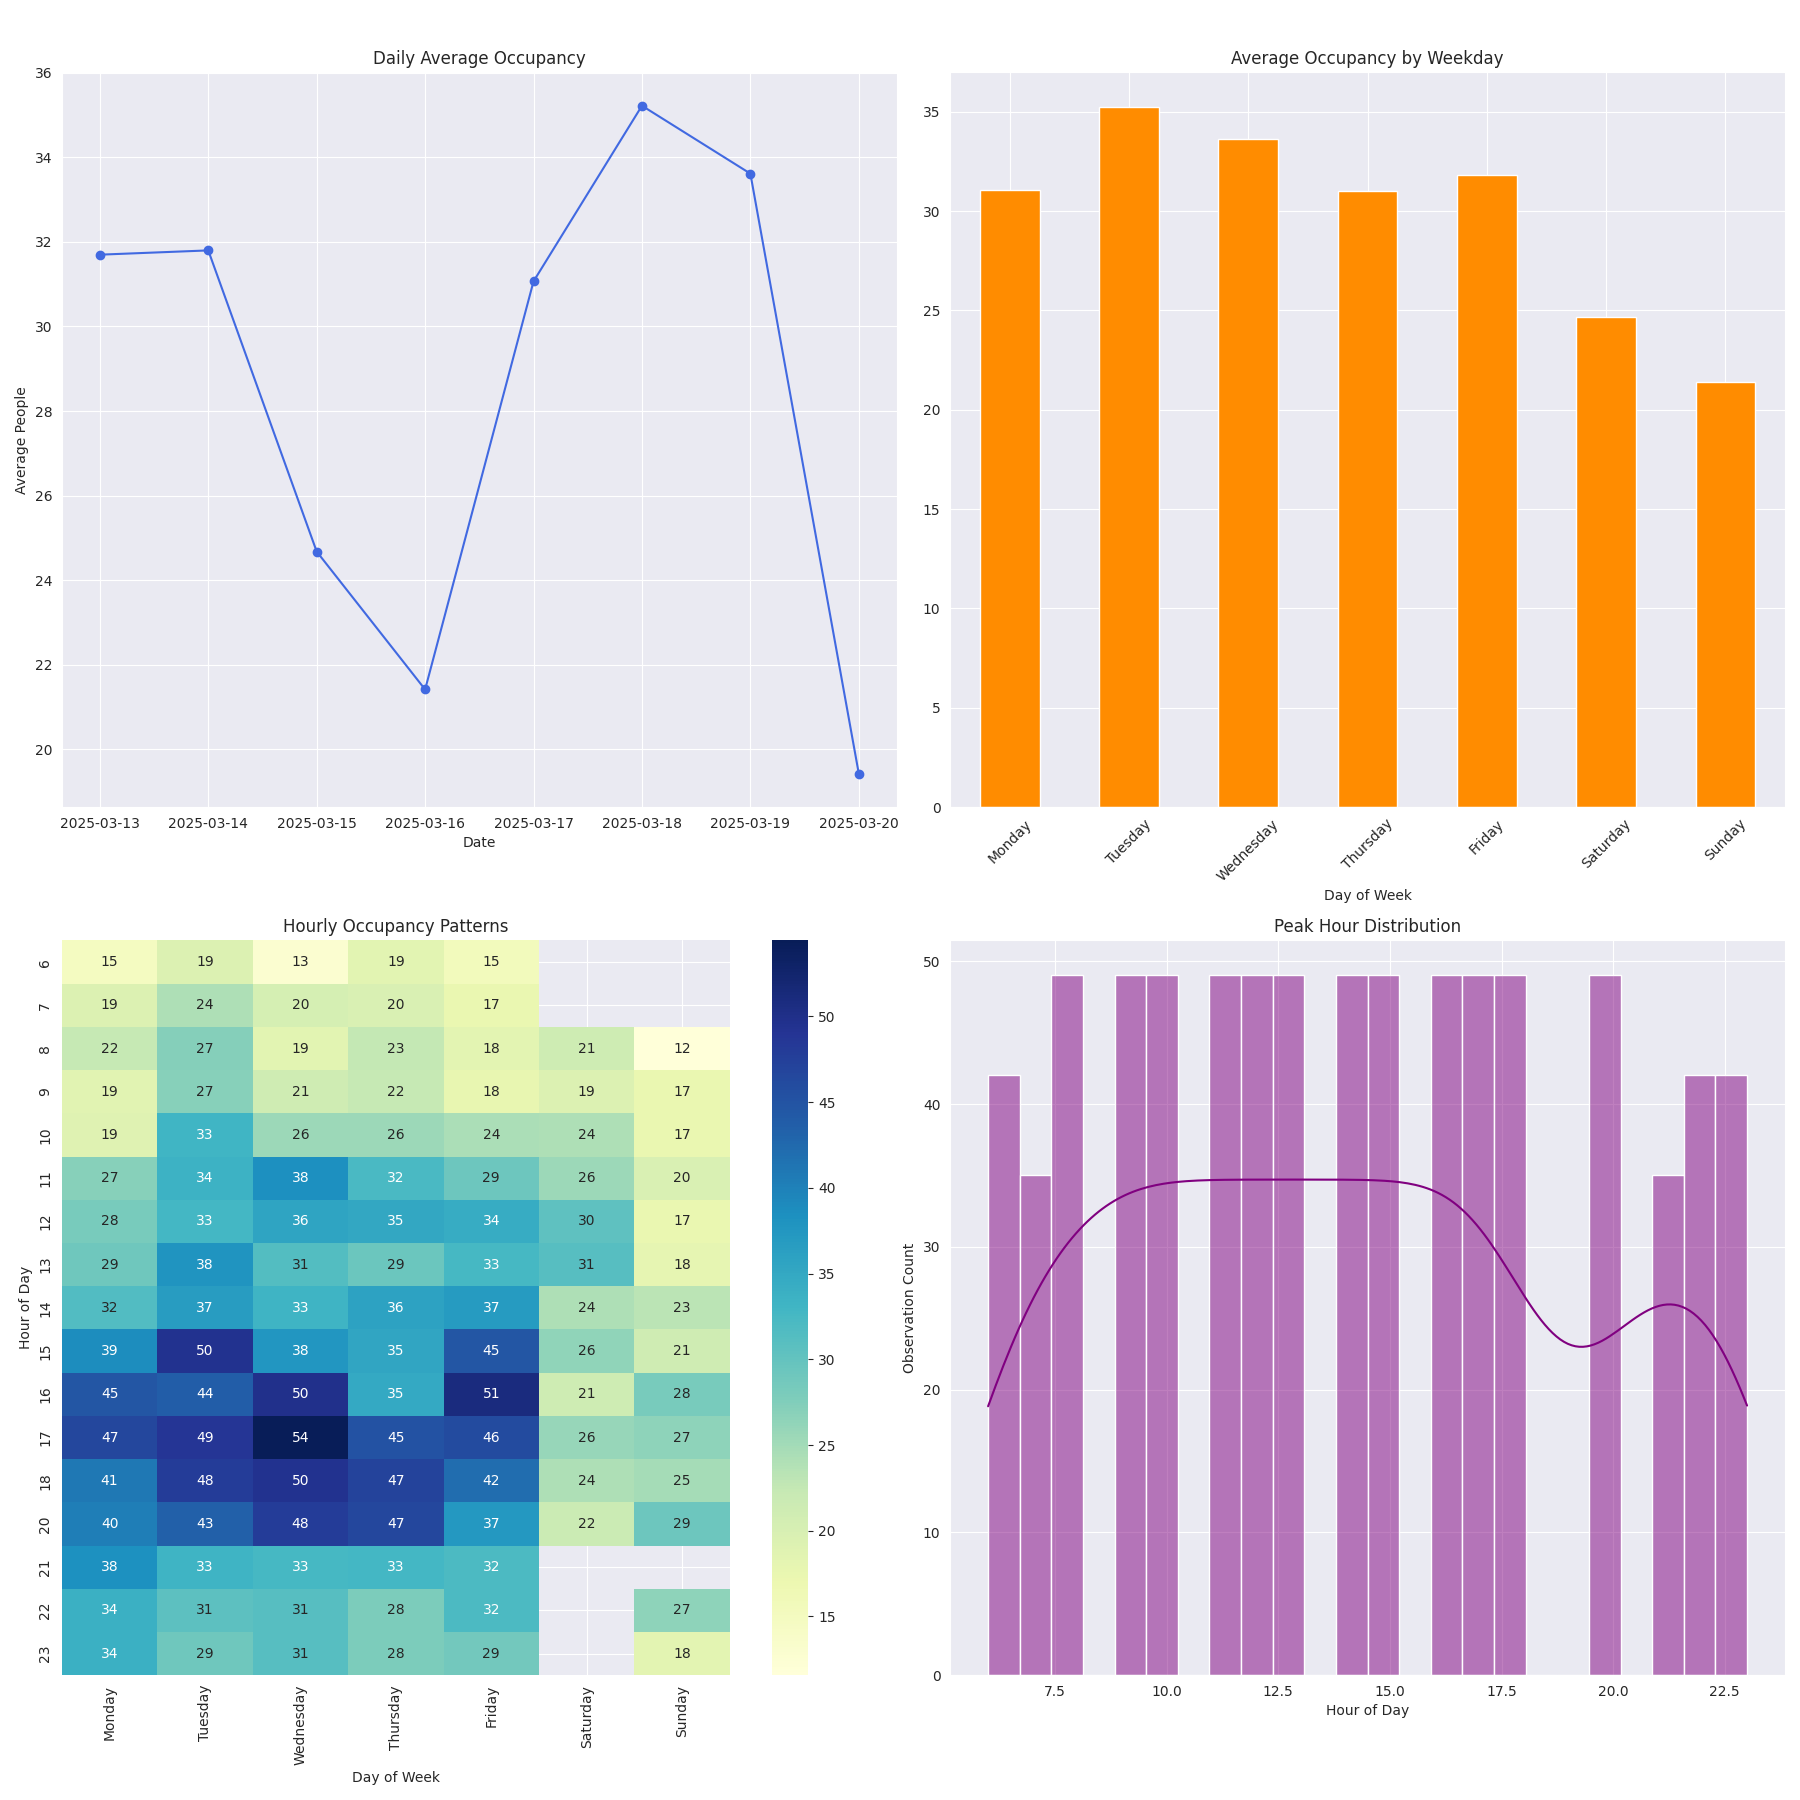 Daily Average Occupancy
36
34
32
30
28
26
24
22
20
Average People
2025-03-13 2025-03-14 2025-03-15 2025-03-16 2025-03-17 2025-03-18 2025-03-19 2025-03-20
Date
Average Occupancy by Weekday
35
30
25
20
15
10
5
0
Monday Tuesday Wednesday Thursday Friday Saturday Sunday
Day of Week
Hourly Occupancy Patterns
Hour of Day
6 15 19 13 19 15
7 19 24 20 20 17
8 22 27 19 23 18 21 12
9 19 27 21 22 18 19 17
10 19 33 26 26 24 24 17
11 27 34 38 32 29 26 20
12 28 33 36 35 34 30 17
13 29 38 31 29 33 31 18
14 32 37 33 36 37 24 23
15 39 50 38 35 45 26 21
16 45 44 50 35 51 21 28
17 47 49 54 45 46 26 27
18 41 48 50 47 42 24 25
20 40 43 48 47 37 22 29
21 38 33 33 33 32
22 34 31 31 28 32 27
23 34 29 31 28 29 18
Monday Tuesday Wednesday Thursday Friday Saturday Sunday
Day of Week
50
45
40
35
30
25
20
15
Peak Hour Distribution
50
40
30
20
10
0
Observation Count
7.5 10.0 12.5 15.0 17.5 20.0 22.5
Hour of Day